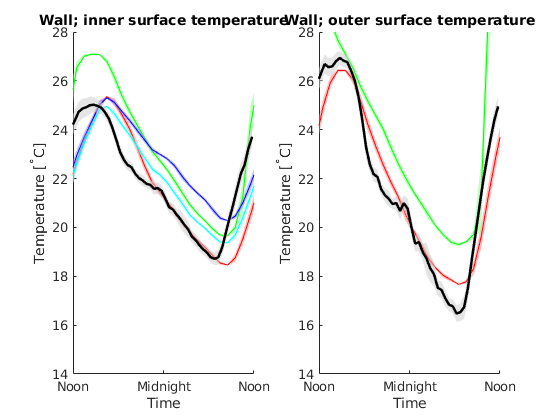 Wall; inner surface temperature
Wall; outer surface temperature
28
26
24
22
20
18
16
14
Temperature [°C]
Noon
Midnight
Noon
Time
28
26
24
22
20
18
16
14
Temperature [°C]
Noon
Midnight
Noon
Time